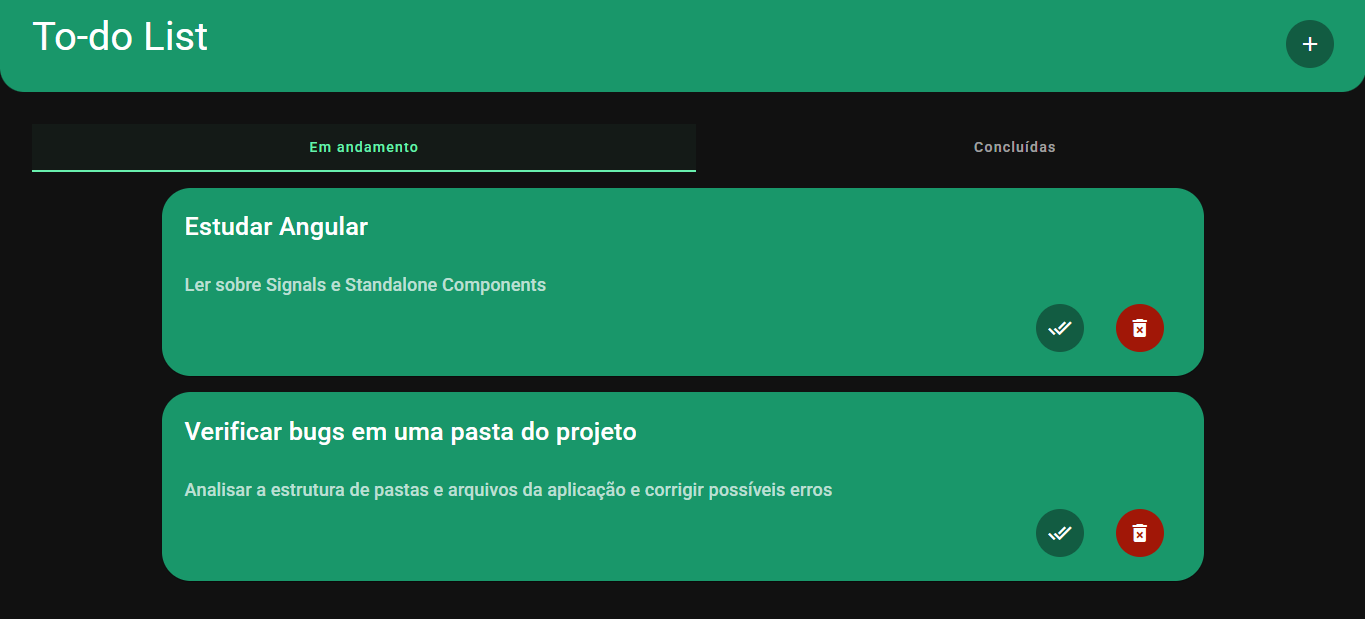 To-do List
Em andamento
Concluídas
Estudar Angular
Ler sobre Signals e Standalone Components
Verificar bugs em uma pasta do projeto
Analisar a estrutura de pastas e arquivos da aplicação e corrigir possíveis erros